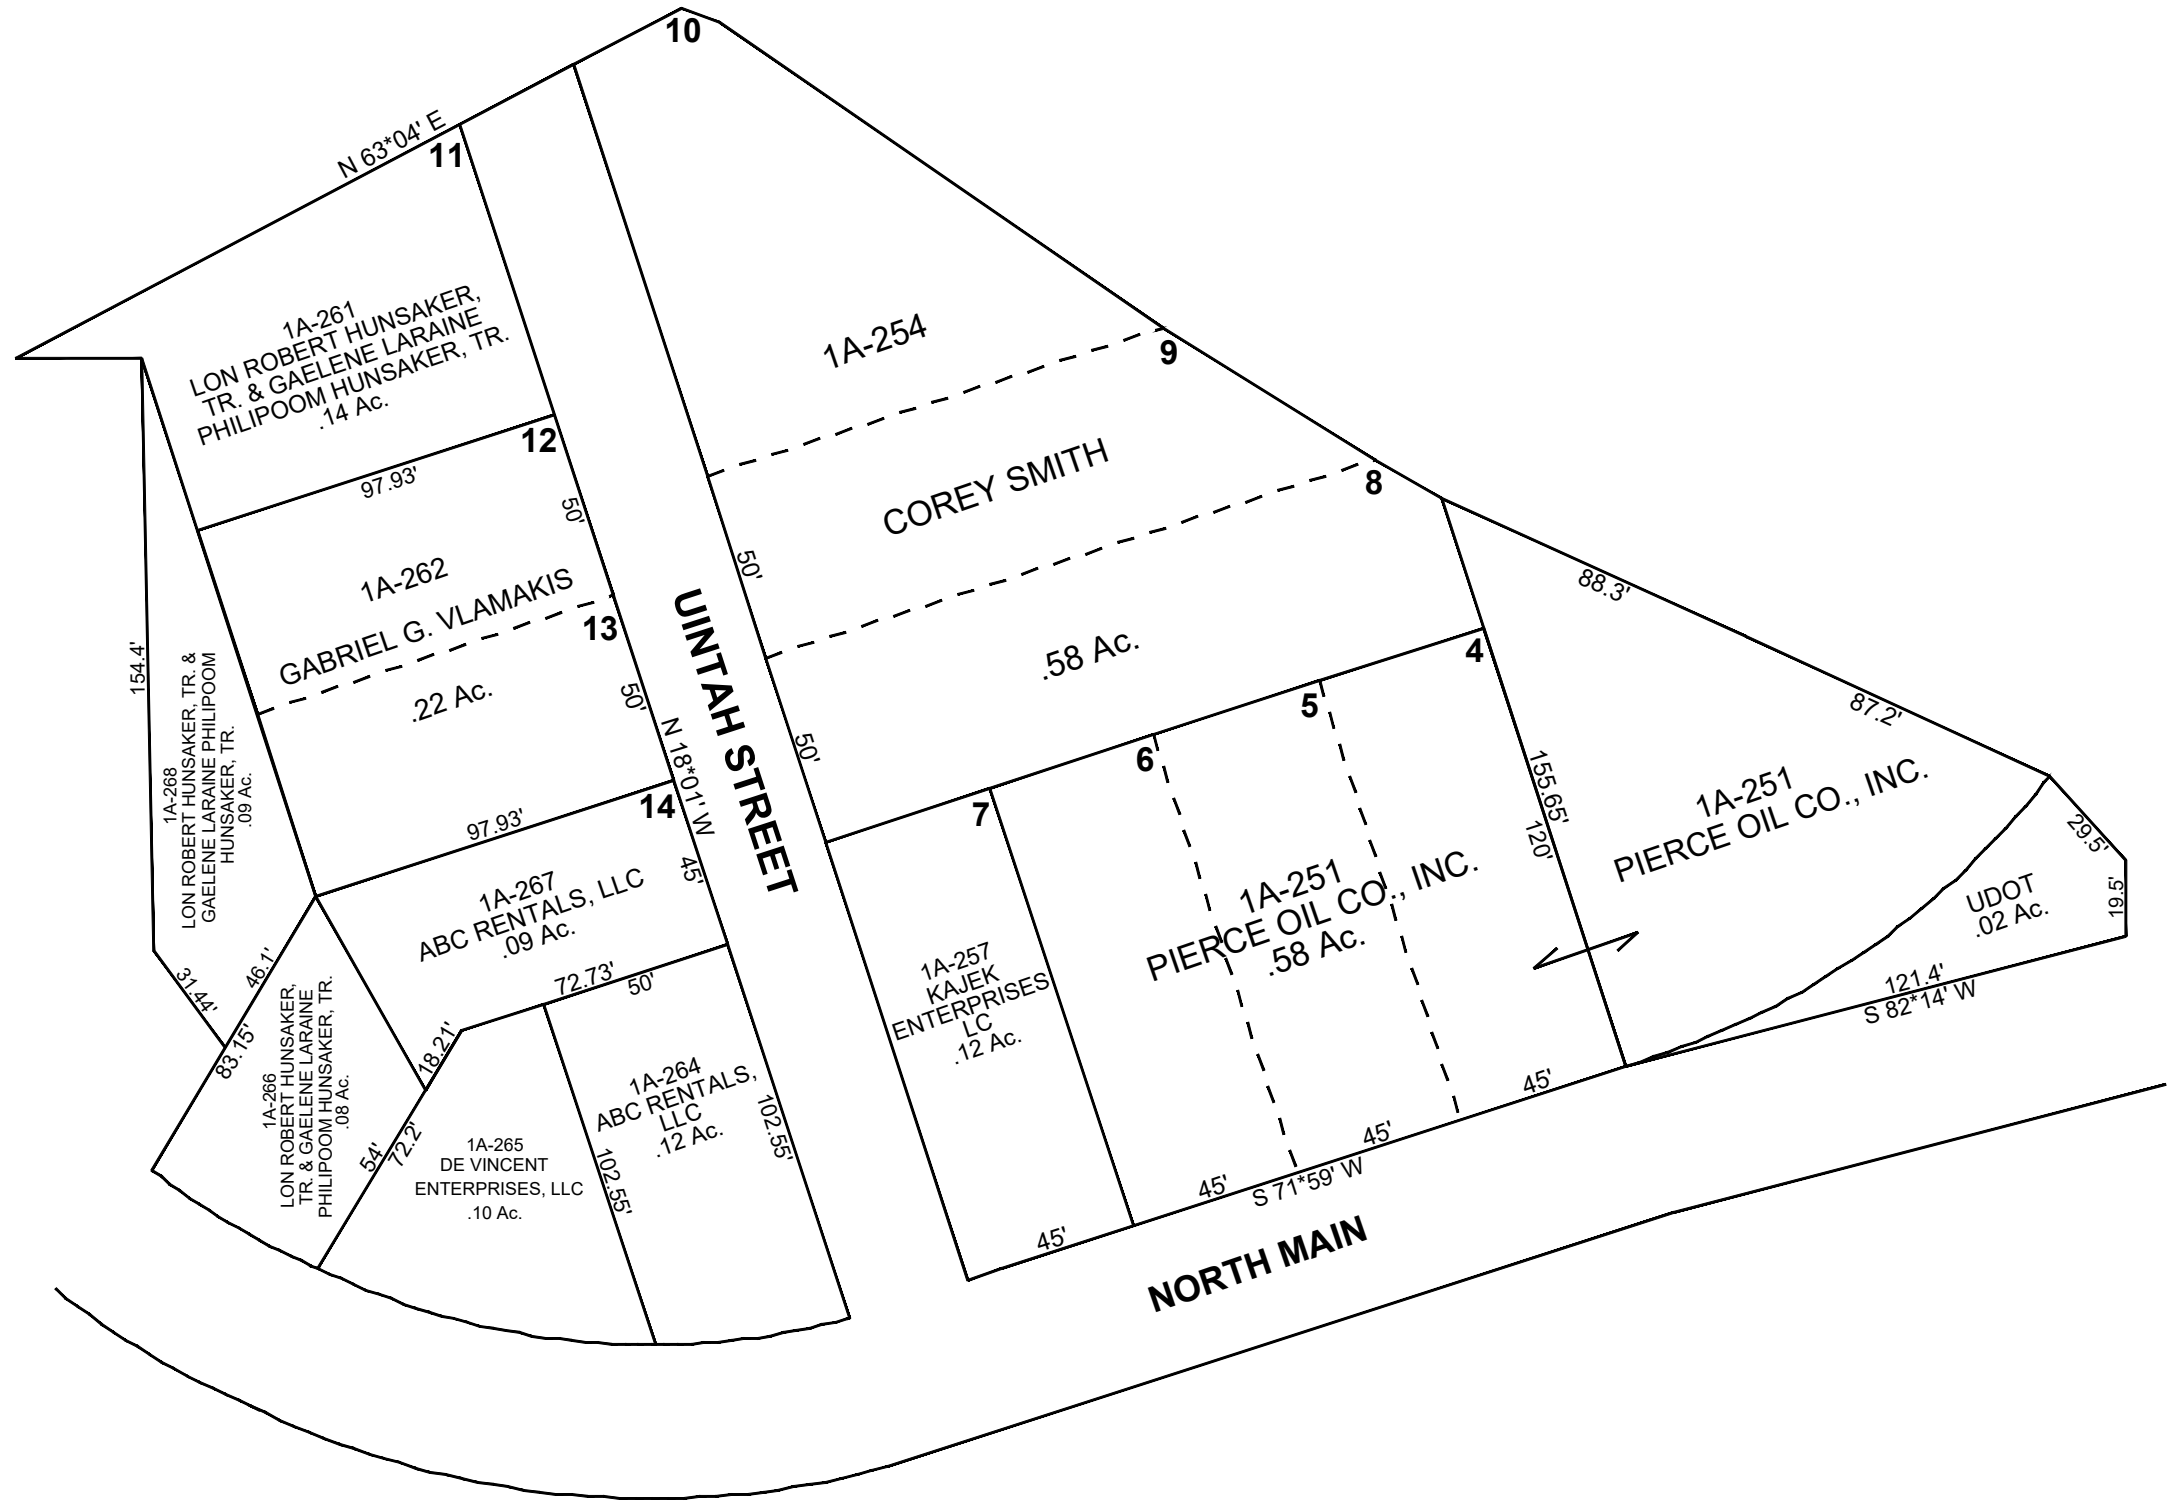 10
N 63*04' E
11
1A-261
LON ROBERT HUNSAKER,
TR. & GAELENE LARAINE
PHILIPOOM HUNSAKER, TR.
.14 Ac.
12
97.93'
50'
1A-262
GABRIEL G. VLAMAKIS
13
.22 Ac.
50'
N 18*01' W
97.93'
14
45'
154.4'
1A-268
LON ROBERT HUNSAKER, TR. &
GAELENE LARAINE PHILIPOOM
HUNSAKER, TR.
.09 Ac.
31.44'
46.1'
83.15'
1A-267
ABC RENTALS, LLC
.09 Ac.
72.73'
50'
18.21'
1A-266
LON ROBERT HUNSAKER,
TR. & GAELENE LARAINE
PHILIPOOM HUNSAKER, TR.
.08 Ac.
54'
72.2'
1A-265
DE VINCENT
ENTERPRISES, LLC
.10 Ac.
102.55'
1A-264
ABC RENTALS,
LLC
.12 Ac.
102.55'
UINTAH STREET
1A-254
9
COREY SMITH
8
50'
.58 Ac.
50'
4
5
6
7
88.3'
87.2'
155.65'
120'
1A-251
PIERCE OIL CO., INC.
29.5'
19.5'
UDOT
.02 Ac.
121.4'
S 82*14' W
1A-251
PIERCE OIL CO., INC.
.58 Ac.
1A-257
KAJEK
ENTERPRISES
LC
.12 Ac.
45'
45'
45'
45'
S 71*59' W
NORTH MAIN